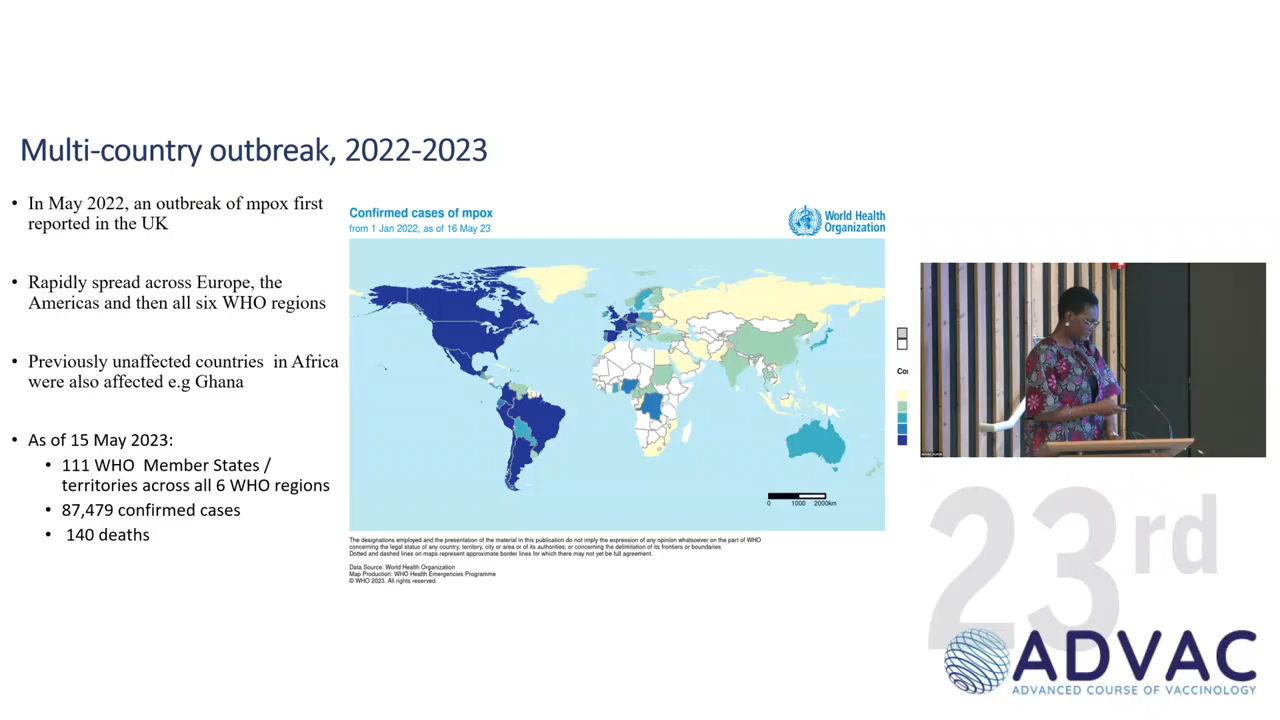 Multi-country outbreak, 2022-2023
• In May 2022, an outbreak of mpox first
reported in the UK
• Rapidly spread across Europe, the
Americas and then all six WHO regions
• Previously unaffected countries in Africa
were also affected e.g Ghana
• As of 15 May 2023:
• 111 WHO Member States /
territories across all 6 WHO regions
• 87,479 confirmed cases
• 140 deaths
Confirmed cases of mpox
from 1 Jan 2022, as of 16 May 23
World Health
Organization
0 1000 2000km
The designations employed and the presentation of the material in this publication do not imply the expression of any opinion whatsoever on the part of WHO
concerning the legal status of any country, territory, city or area or of its authorities, or concerning the delimitation of its frontiers or boundaries.
Dotted and dashed lines on maps represent approximate border lines for which there may not yet be full agreement.
Data Source: World Health Organization
Map Production: WHO Health Emergencies Programme
© WHO 2023. All rights reserved.
23rd
ADVAC
ADVANCED COURSE OF VACCINOLOGY